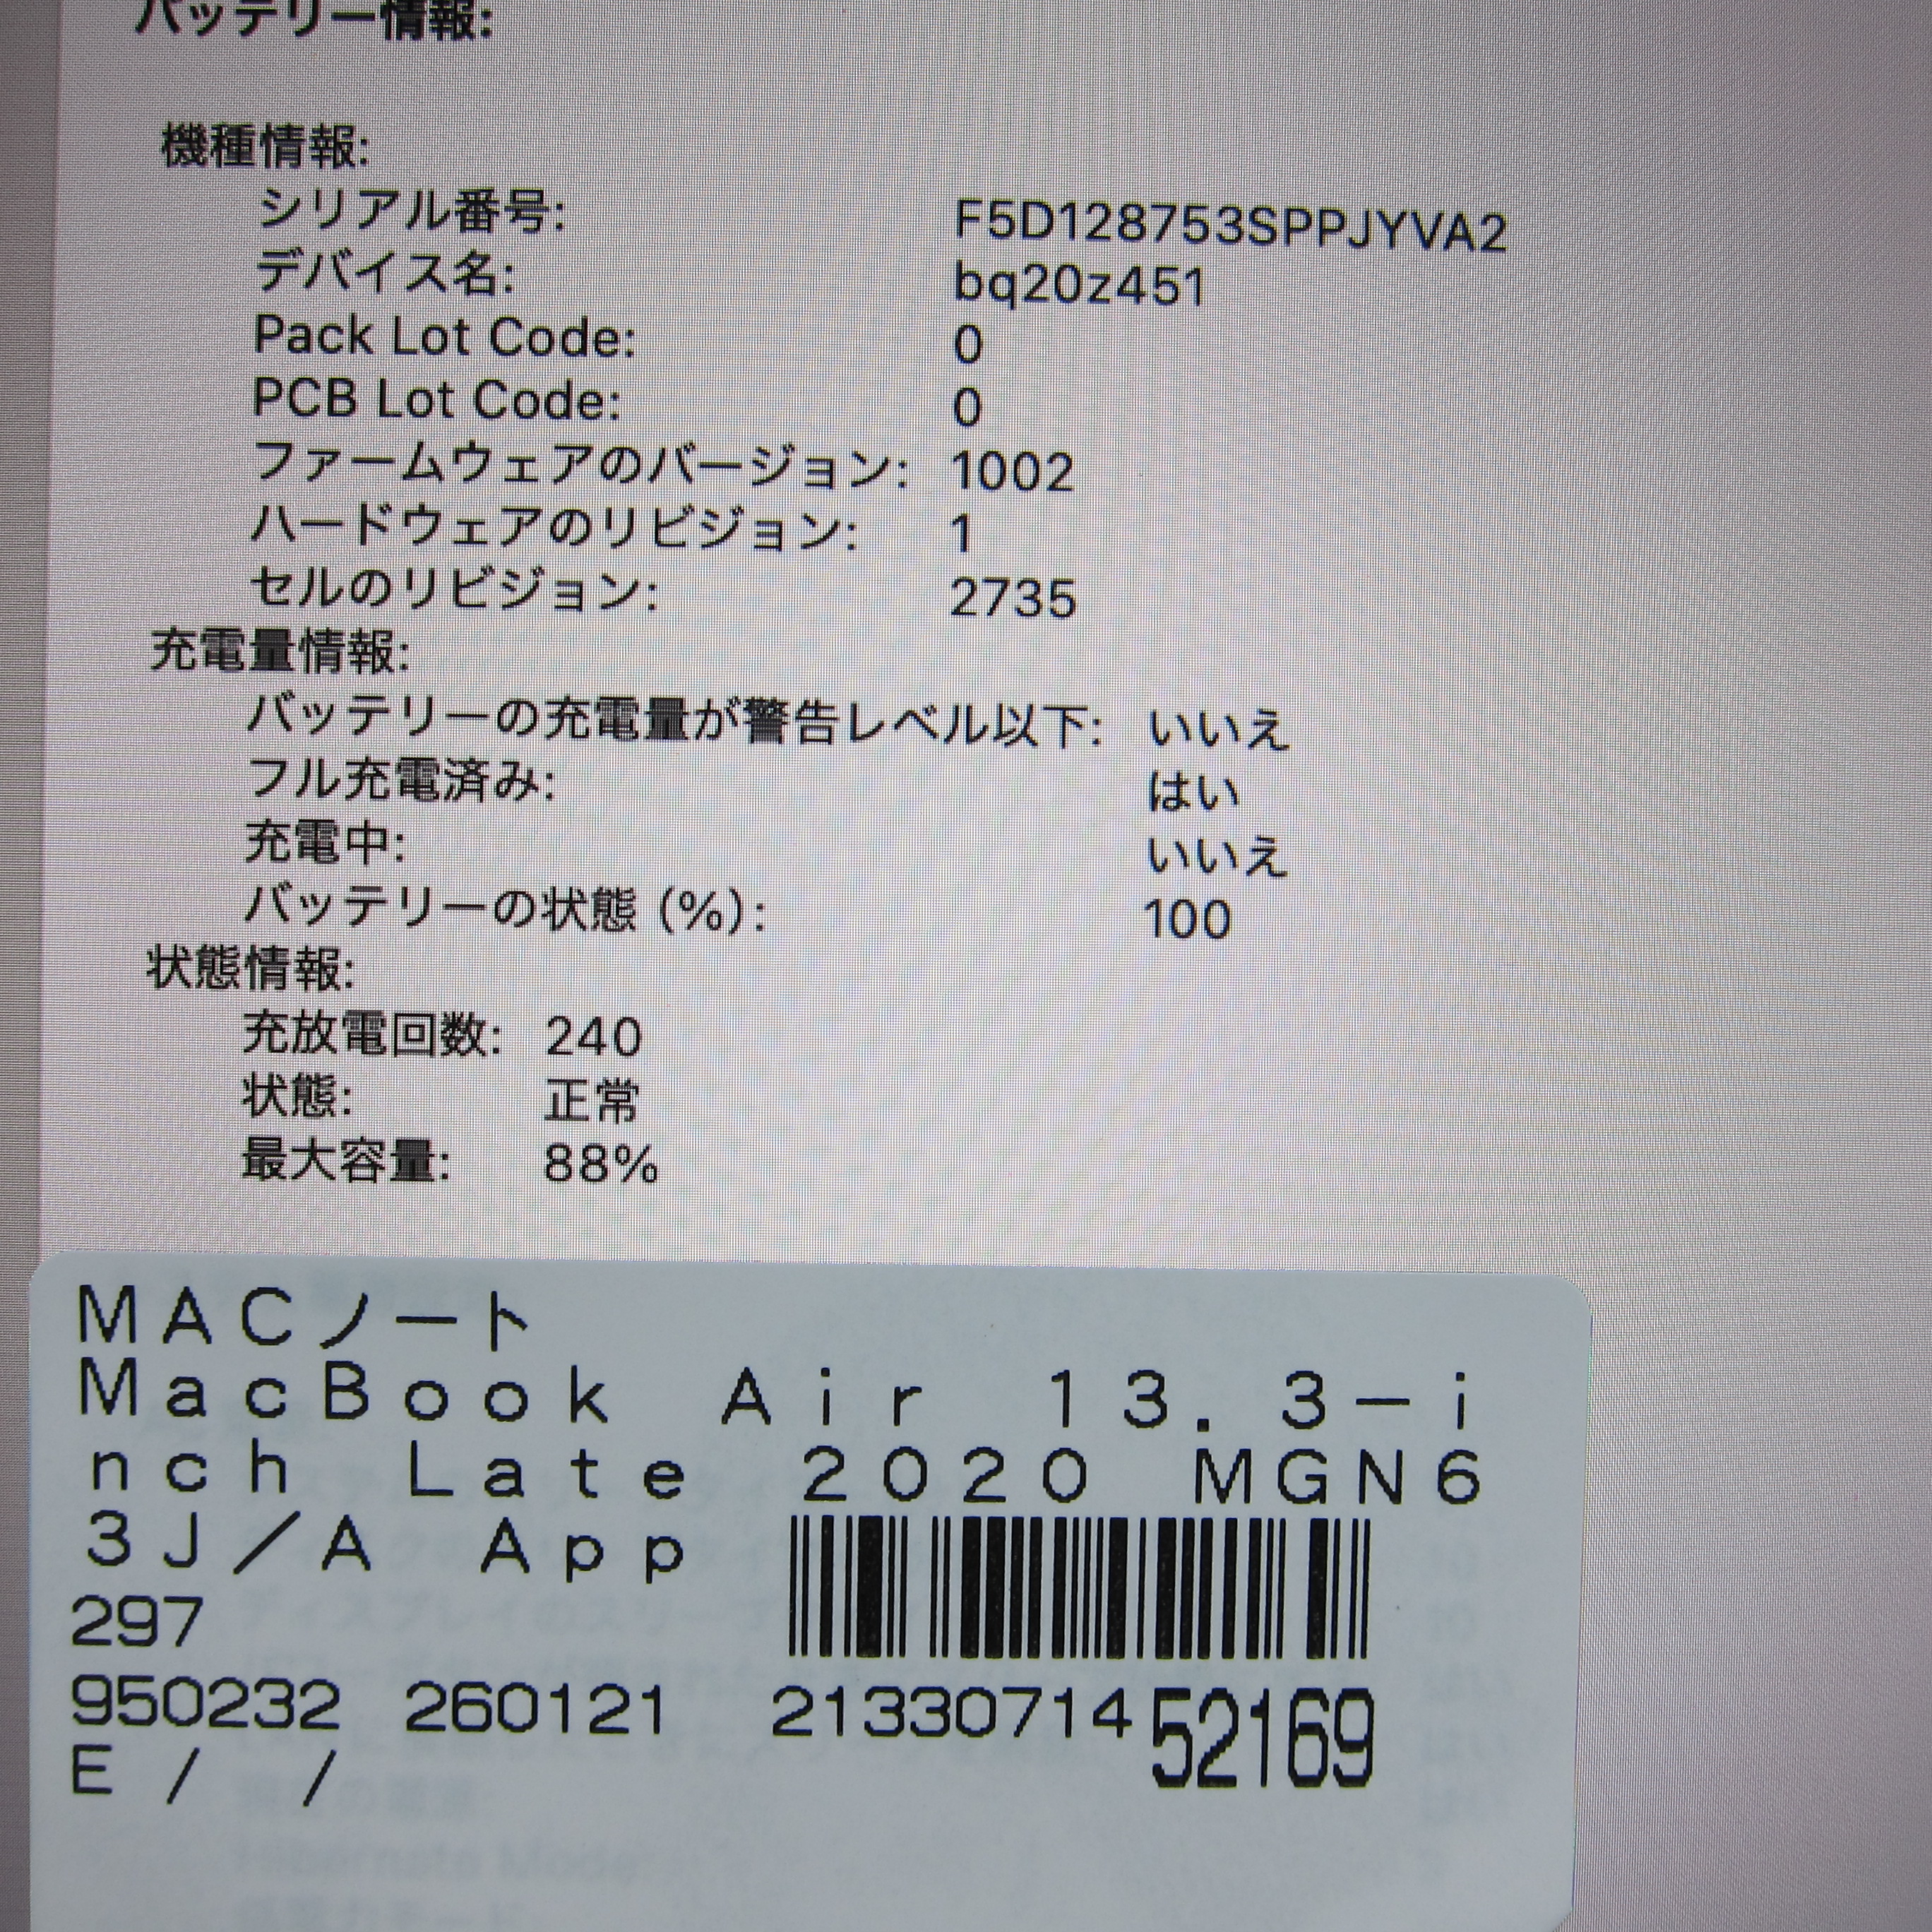 バッテリー情報:
機種情報:
シリアル番号: F5D128753SPPJYVA2
デバイス名: bq20z451
Pack Lot Code: 0
PCB Lot Code: 0
ファームウェアのバージョン: 1002
ハードウェアのリビジョン: 1
セルのリビジョン: 2735
充電量情報:
バッテリーの充電量が警告レベル以下: いいえ
フル充電済み: はい
充電中: いいえ
バッテリーの状態 (%): 100
状態情報:
充放電回数: 240
状態: 正常
最大容量: 88%
MACノート
MacBook Air 13.3-i
nch Late 2020 MGN6
3J/A App
297
950232 260121 21330714 52169
E / /
Hibernate Mode